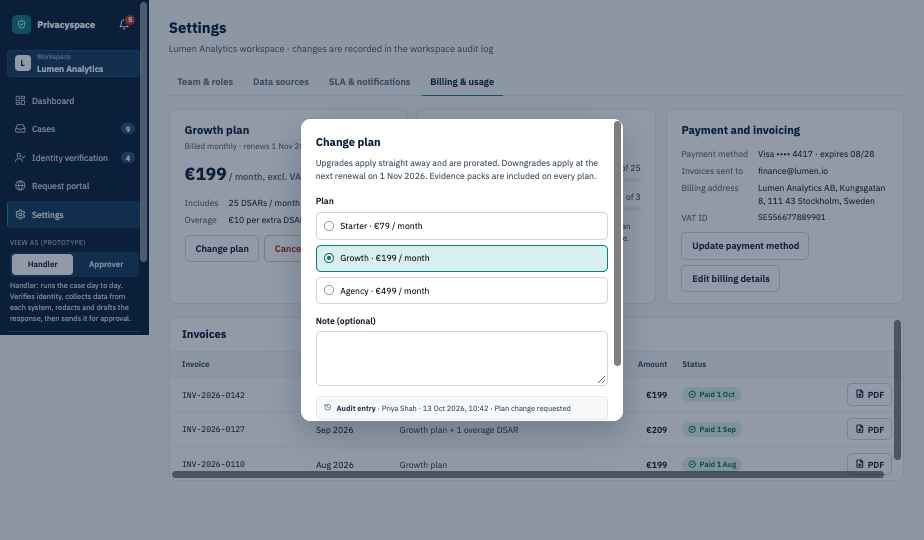 Privacyspace
5
Workspace
L
Lumen Analytics
Dashboard
Cases
9
Identity verification
4
Request portal
Settings
VIEW AS (PROTOTYPE)
Handler
Approver
Handler: runs the case day to day.
Verifies identity, collects data from
each system, redacts and drafts the
response, then sends it for approval.
Settings
Lumen Analytics workspace · changes are recorded in the workspace audit log
Team & roles
Data sources
SLA & notifications
Billing & usage
Growth plan
Billed monthly · renews 1 Nov
€199 / month, excl.
Includes 25 DSARs / month
Overage €10 per extra
Change plan
of 25
of 3
Payment and invoicing
Payment method Visa •••• 4417 · expires 08/28
Invoices sent to finance@lumen.io
Billing address Lumen Analytics AB, Kungsgatan
8, 111 43 Stockholm, Sweden
VAT ID SE556677889901
Update payment method
Edit billing details
Change plan
Upgrades apply straight away and are prorated. Downgrades apply at the
next renewal on 1 Nov 2026. Evidence packs are included on every plan.
Plan
Starter · €79 / month
Growth · €199 / month
Agency · €499 / month
Note (optional)
Audit entry · Priya Shah · 13 Oct 2026, 10:42 · Plan change requested
Invoices
Invoice Amount Status
INV-2026-0142 €199 Paid 1 Oct PDF
INV-2026-0127 Sep 2026 Growth plan + 1 overage DSAR €209 Paid 1 Sep PDF
INV-2026-0110 Aug 2026 Growth plan €199 Paid 1 Aug PDF